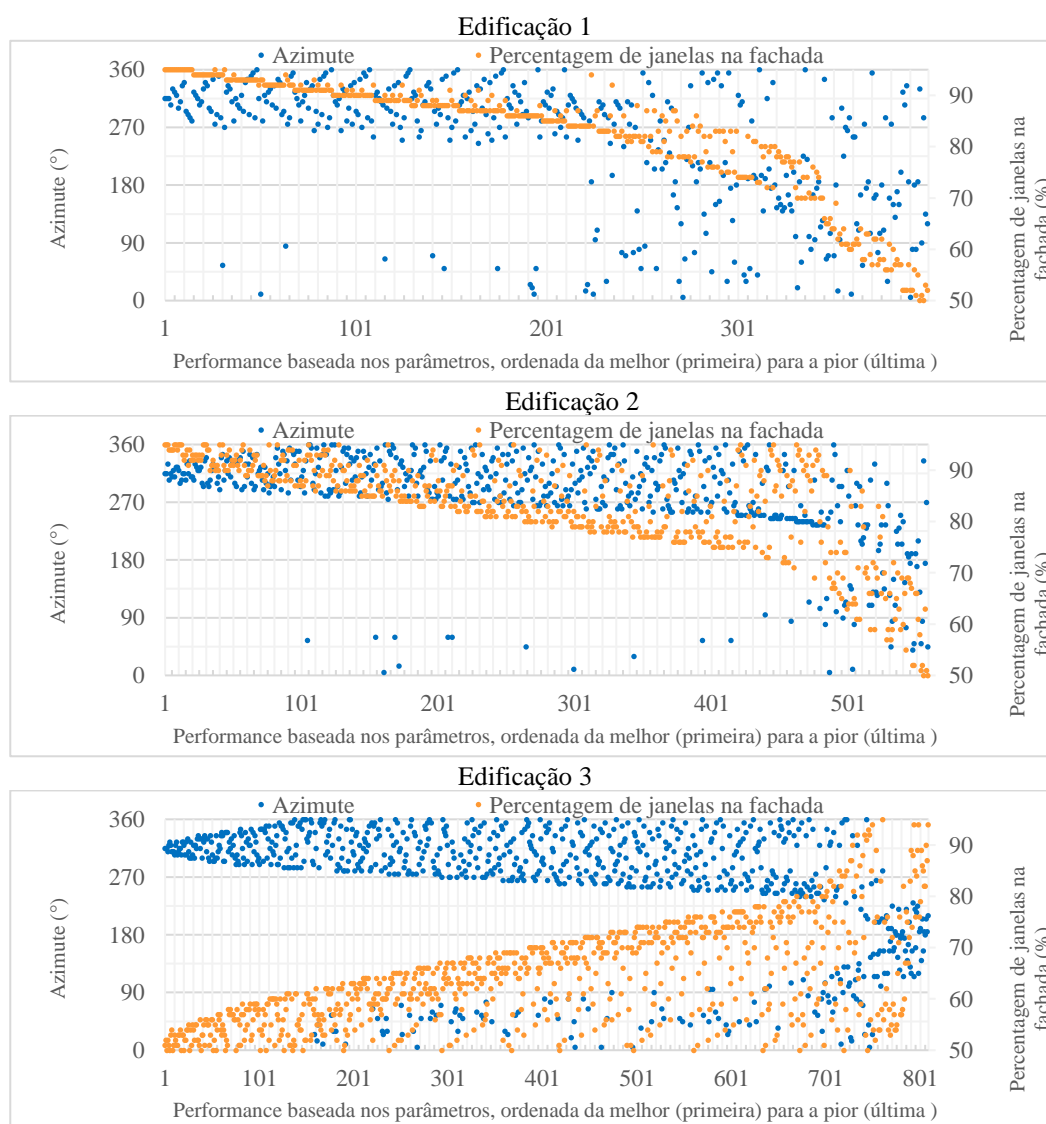 Edificação 1
Azimute Percentagem de janelas na fachada
360
270
180
90
0
90
80
70
60
50
Azimute (°)
Percentagem de janelas na
fachada (%)
1 101 201 301
Performance baseada nos parâmetros, ordenada da melhor (primeira) para a pior (última )
Edificação 2
Azimute Percentagem de janelas na fachada
360
270
180
90
0
90
80
70
60
50
Azimute (°)
Percentagem de janelas na
fachada (%)
1 101 201 301 401 501
Performance baseada nos parâmetros, ordenada da melhor (primeira) para a pior (última )
Edificação 3
Azimute Percentagem de janelas na fachada
360
270
180
90
0
90
80
70
60
50
Azimute (°)
Percentagem de janelas na
fachada (%)
1 101 201 301 401 501 601 701 801
Performance baseada nos parâmetros, ordenada da melhor (primeira) para a pior (última )